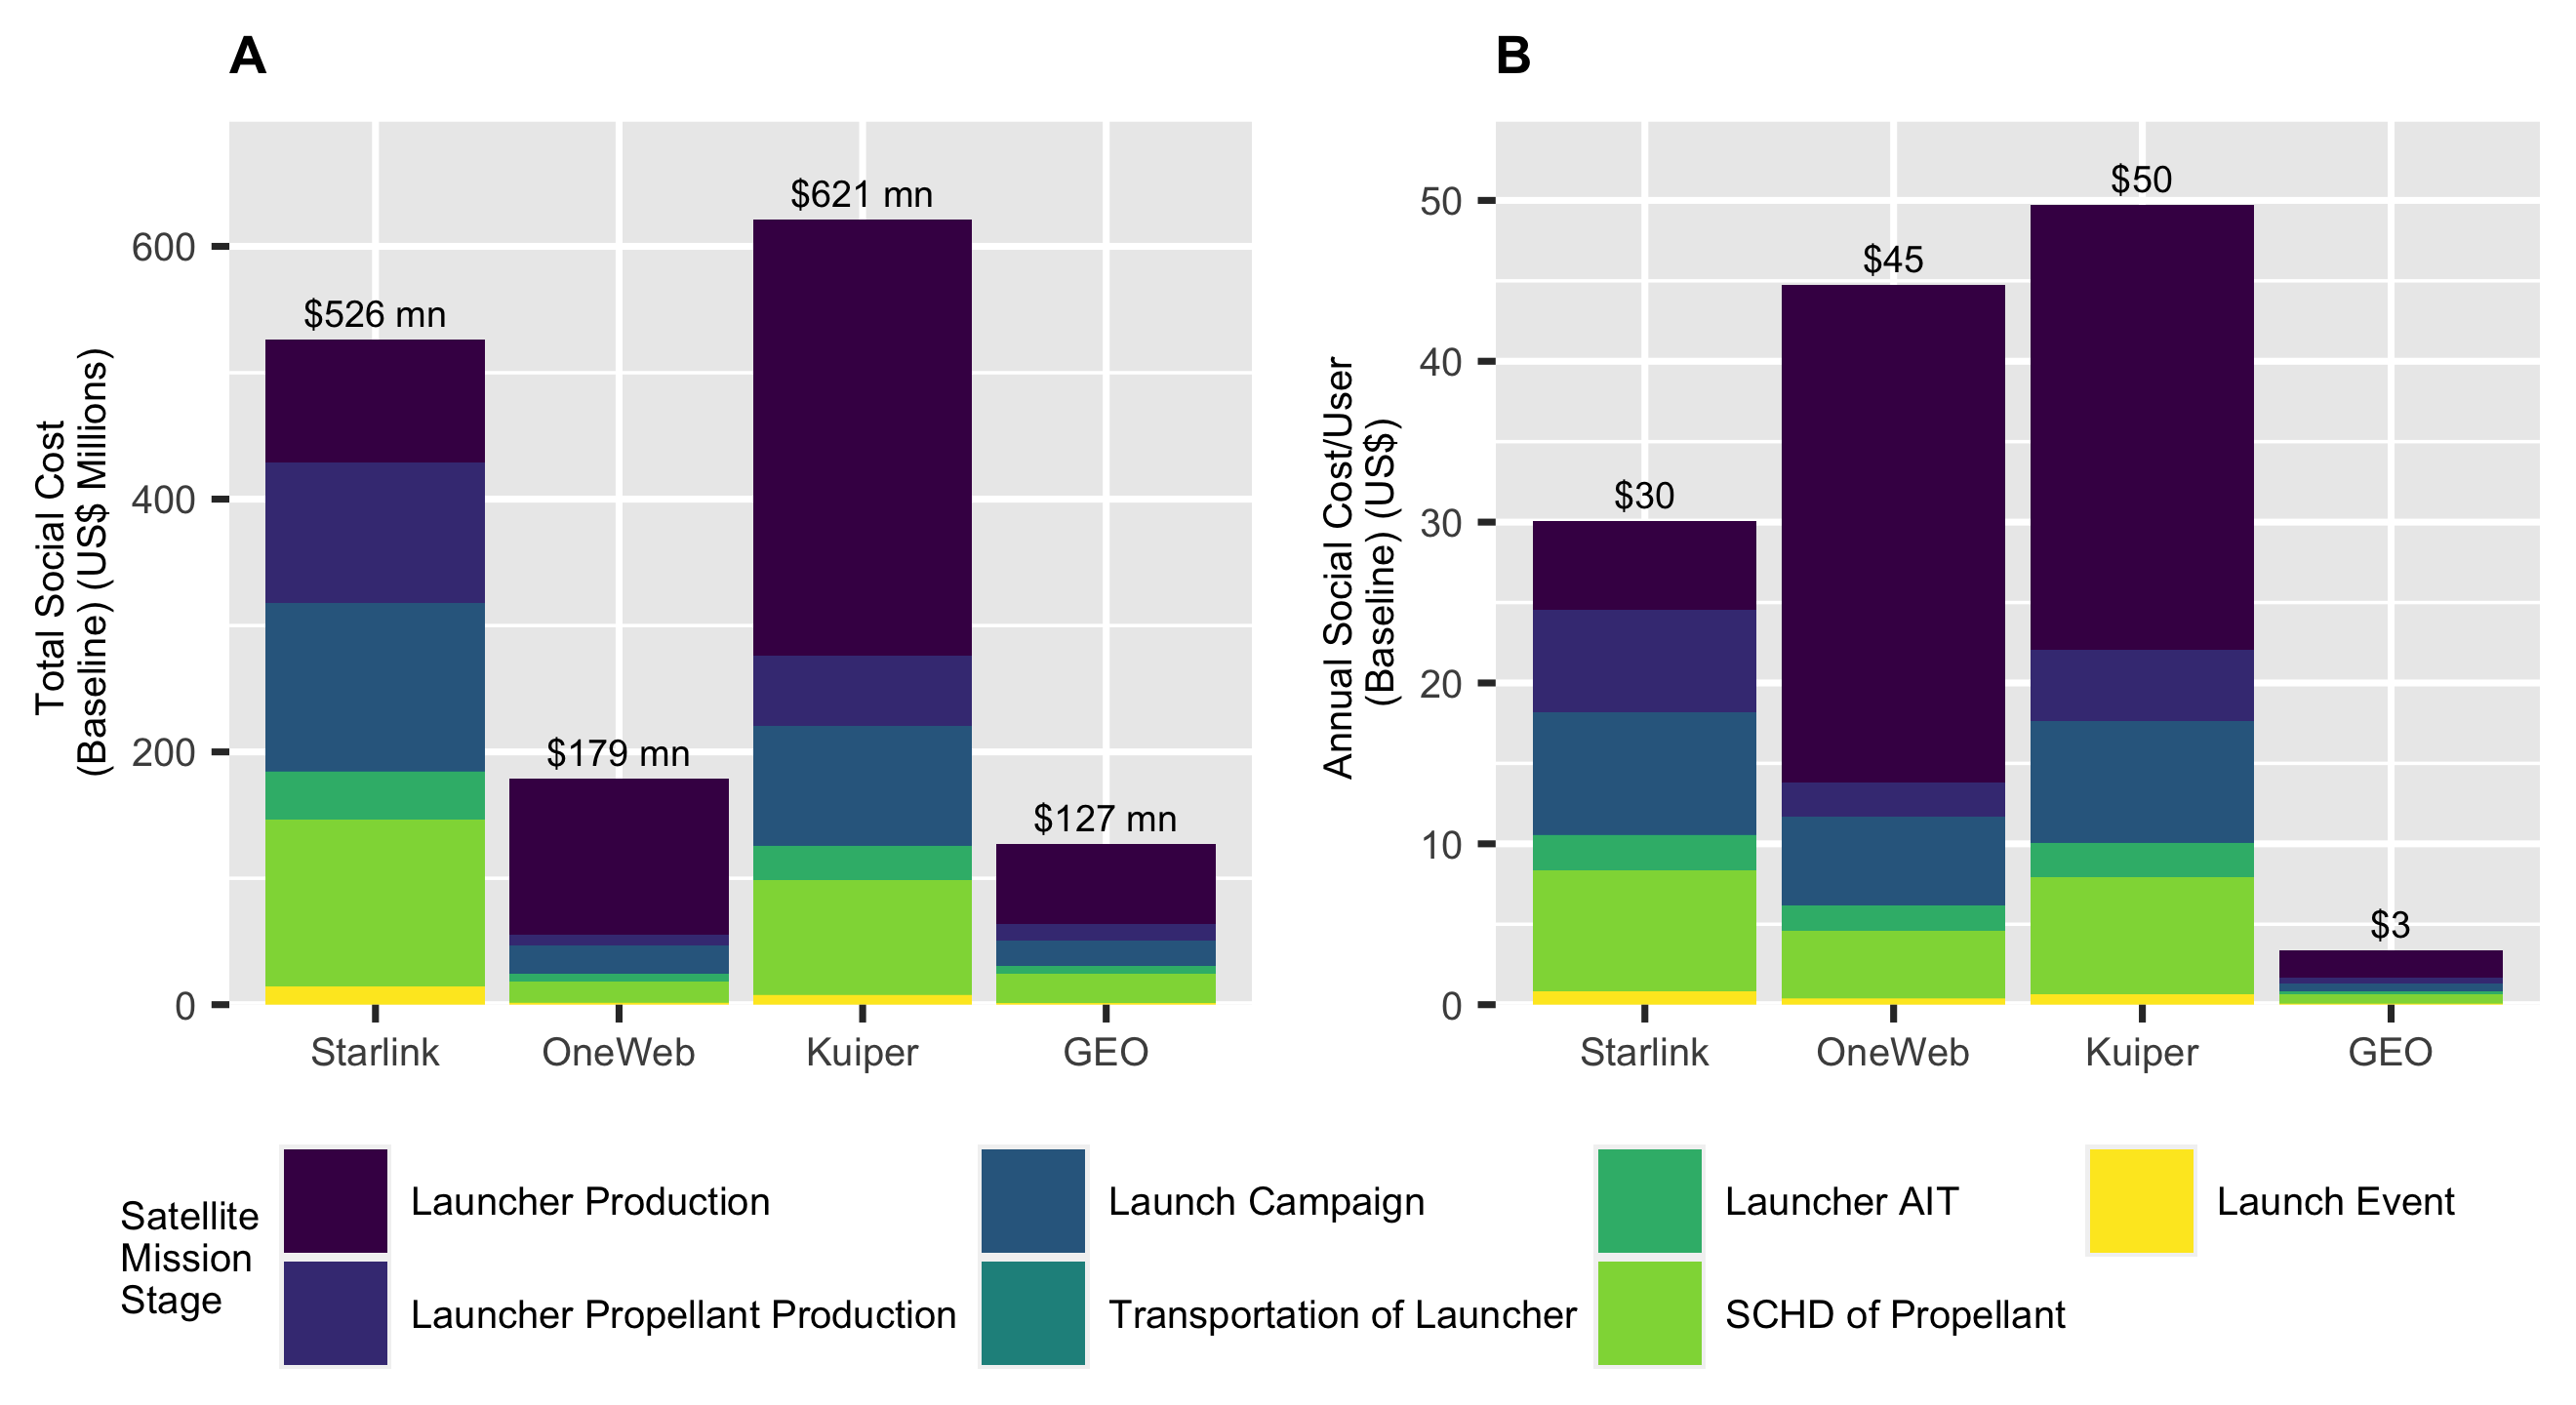 A
Total Social Cost
(Baseline) (US$ Millions)
600
400
200
0
$526 mn
$179 mn
$621 mn
$127 mn
Starlink
OneWeb
Kuiper
GEO
B
Annual Social Cost/User
(Baseline) (US$)
50
40
30
20
10
0
$30
$45
$50
$3
Starlink
OneWeb
Kuiper
GEO
Satellite
Mission
Stage
Launcher Production
Launcher Propellant Production
Launch Campaign
Transportation of Launcher
Launcher AIT
SCHD of Propellant
Launch Event